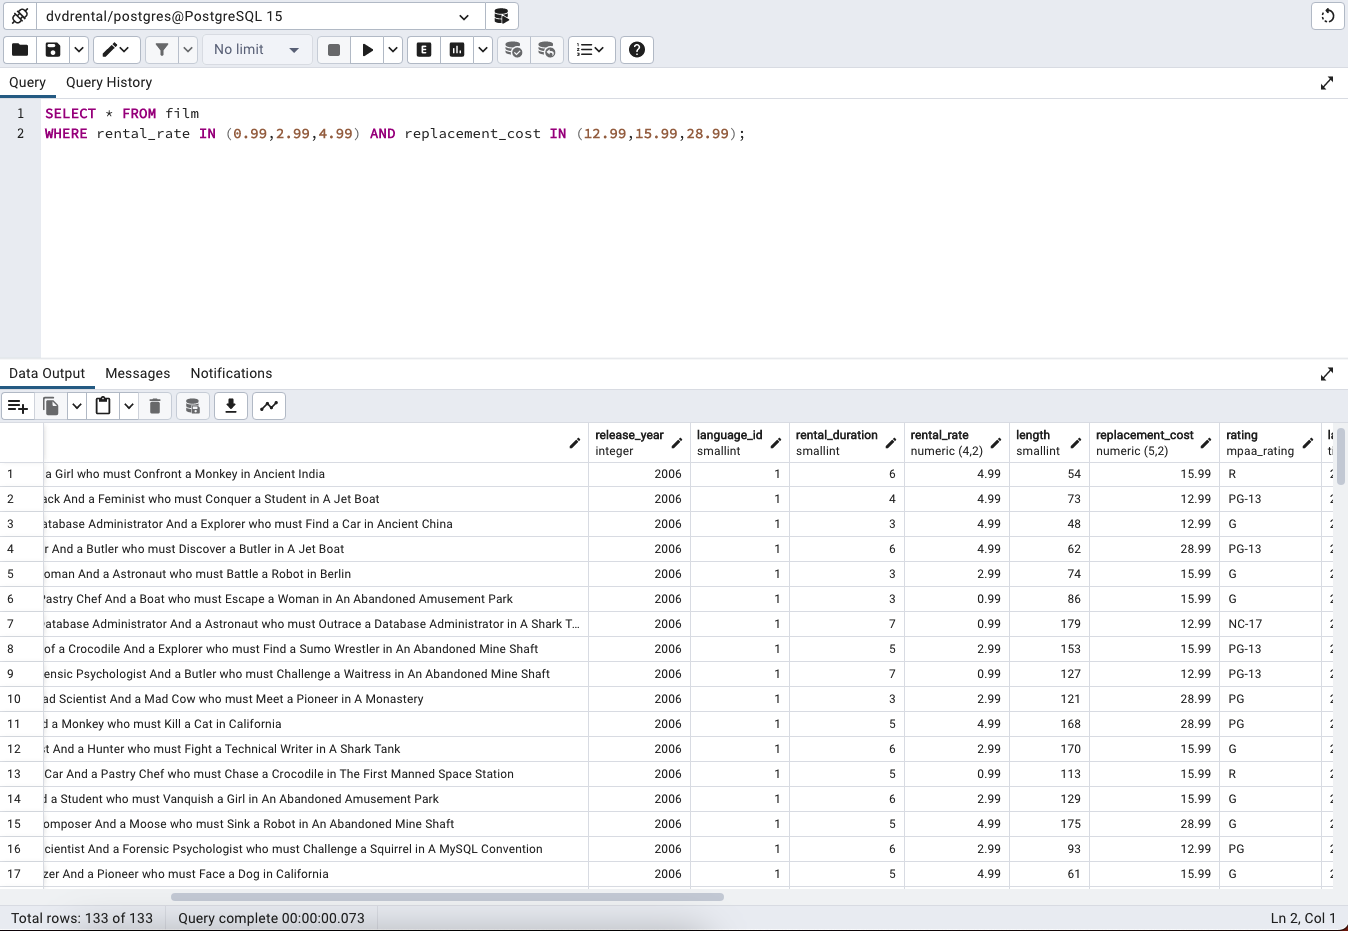 dvdrental/postgres@PostgreSQL 15
No limit
E
Query Query History
1 SELECT * FROM film
2 WHERE rental_rate IN (0.99,2.99,4.99) AND replacement_cost IN (12.99,15.99,28.99);
Data Output Messages Notifications
release_year language_id rental_duration rental_rate length replacement_cost rating
integer smallint smallint numeric (4,2) smallint numeric (5,2) mpaa_rating
1 a Girl who must Confront a Monkey in Ancient India 2006 1 6 4.99 54 15.99 R
2 ack And a Feminist who must Conquer a Student in A Jet Boat 2006 1 4 4.99 73 12.99 PG-13
3 atabase Administrator And a Explorer who must Find a Car in Ancient China 2006 1 3 4.99 48 12.99 G
4 r And a Butler who must Discover a Butler in A Jet Boat 2006 1 6 4.99 62 28.99 PG-13
5 oman And a Astronaut who must Battle a Robot in Berlin 2006 1 3 2.99 74 15.99 G
6 Pastry Chef And a Boat who must Escape a Woman in An Abandoned Amusement Park 2006 1 3 0.99 86 15.99 G
7 atabase Administrator And a Astronaut who must Outrace a Database Administrator in A Shark T... 2006 1 7 0.99 179 12.99 NC-17
8 of a Crocodile And a Explorer who must Find a Sumo Wrestler in An Abandoned Mine Shaft 2006 1 5 2.99 153 15.99 PG-13
9 ensic Psychologist And a Butler who must Challenge a Waitress in An Abandoned Mine Shaft 2006 1 7 0.99 127 12.99 PG-13
10 ad Scientist And a Mad Cow who must Meet a Pioneer in A Monastery 2006 1 3 2.99 121 28.99 PG
11 d a Monkey who must Kill a Cat in California 2006 1 5 4.99 168 28.99 PG
12 t And a Hunter who must Fight a Technical Writer in A Shark Tank 2006 1 6 2.99 170 15.99 G
13 Car And a Pastry Chef who must Chase a Crocodile in The First Manned Space Station 2006 1 5 0.99 113 15.99 R
14 d a Student who must Vanquish a Girl in An Abandoned Amusement Park 2006 1 6 2.99 129 15.99 G
15 omposer And a Moose who must Sink a Robot in An Abandoned Mine Shaft 2006 1 5 4.99 175 28.99 G
16 cientist And a Forensic Psychologist who must Challenge a Squirrel in A MySQL Convention 2006 1 6 2.99 93 12.99 PG
17 zer And a Pioneer who must Face a Dog in California 2006 1 5 4.99 61 15.99 G
Total rows: 133 of 133 Query complete 00:00:00.073 Ln 2, Col 1